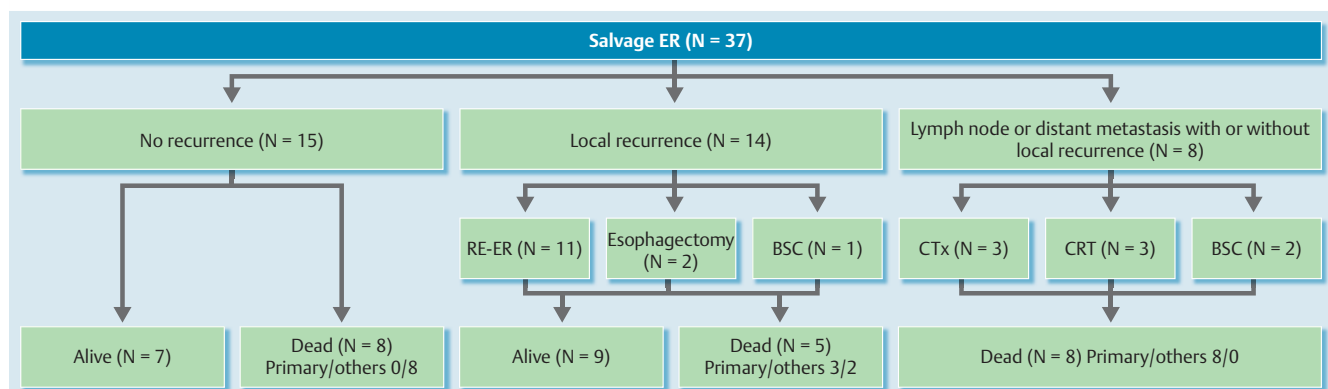 Salvage ER (N = 37)
No recurrence (N = 15)
Local recurrence (N = 14)
Lymph node or distant metastasis with or without
local recurrence (N = 8)
RE-ER (N = 11)
Esophagectomy
(N = 2)
BSC (N = 1)
CTx (N = 3)
CRT (N = 3)
BSC (N = 2)
Alive (N = 7)
Dead (N = 8)
Primary/others 0/8
Alive (N = 9)
Dead (N = 5)
Primary/others 3/2
Dead (N = 8) Primary/others 8/0